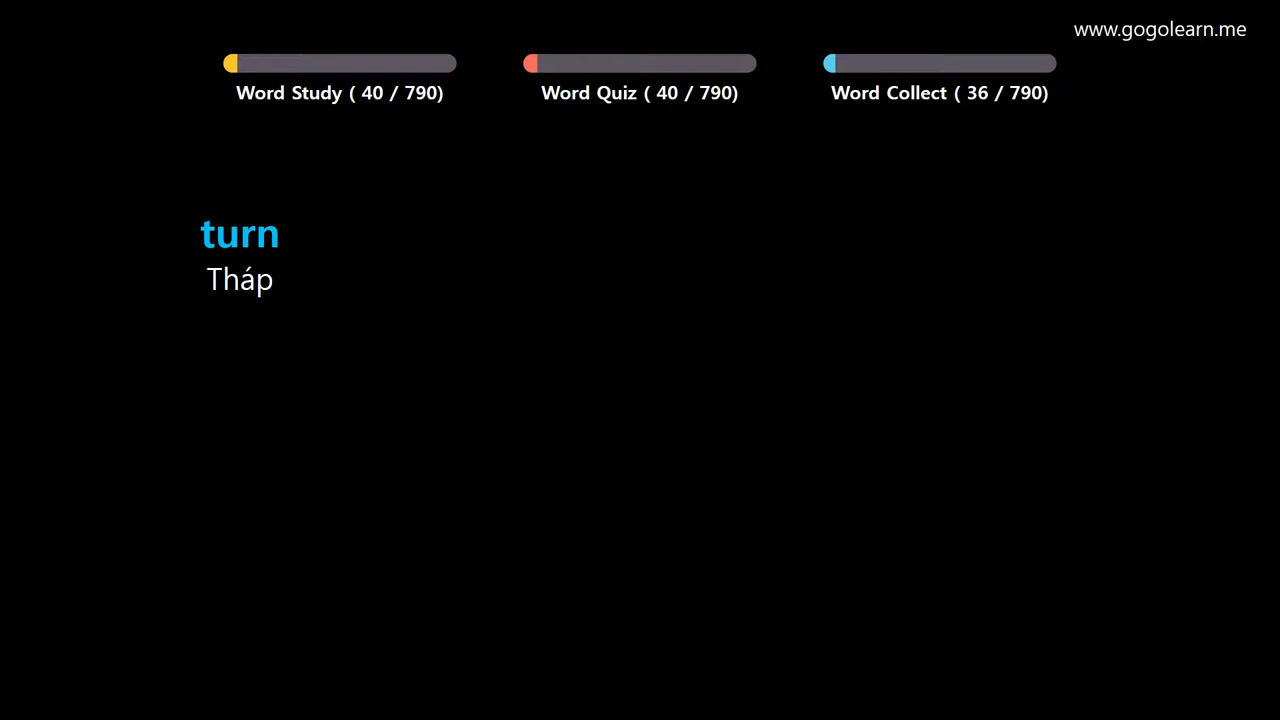 www.gogolearn.me
Word Study ( 40 / 790)
Word Quiz ( 40 / 790)
Word Collect ( 36 / 790)
turn
Tháp